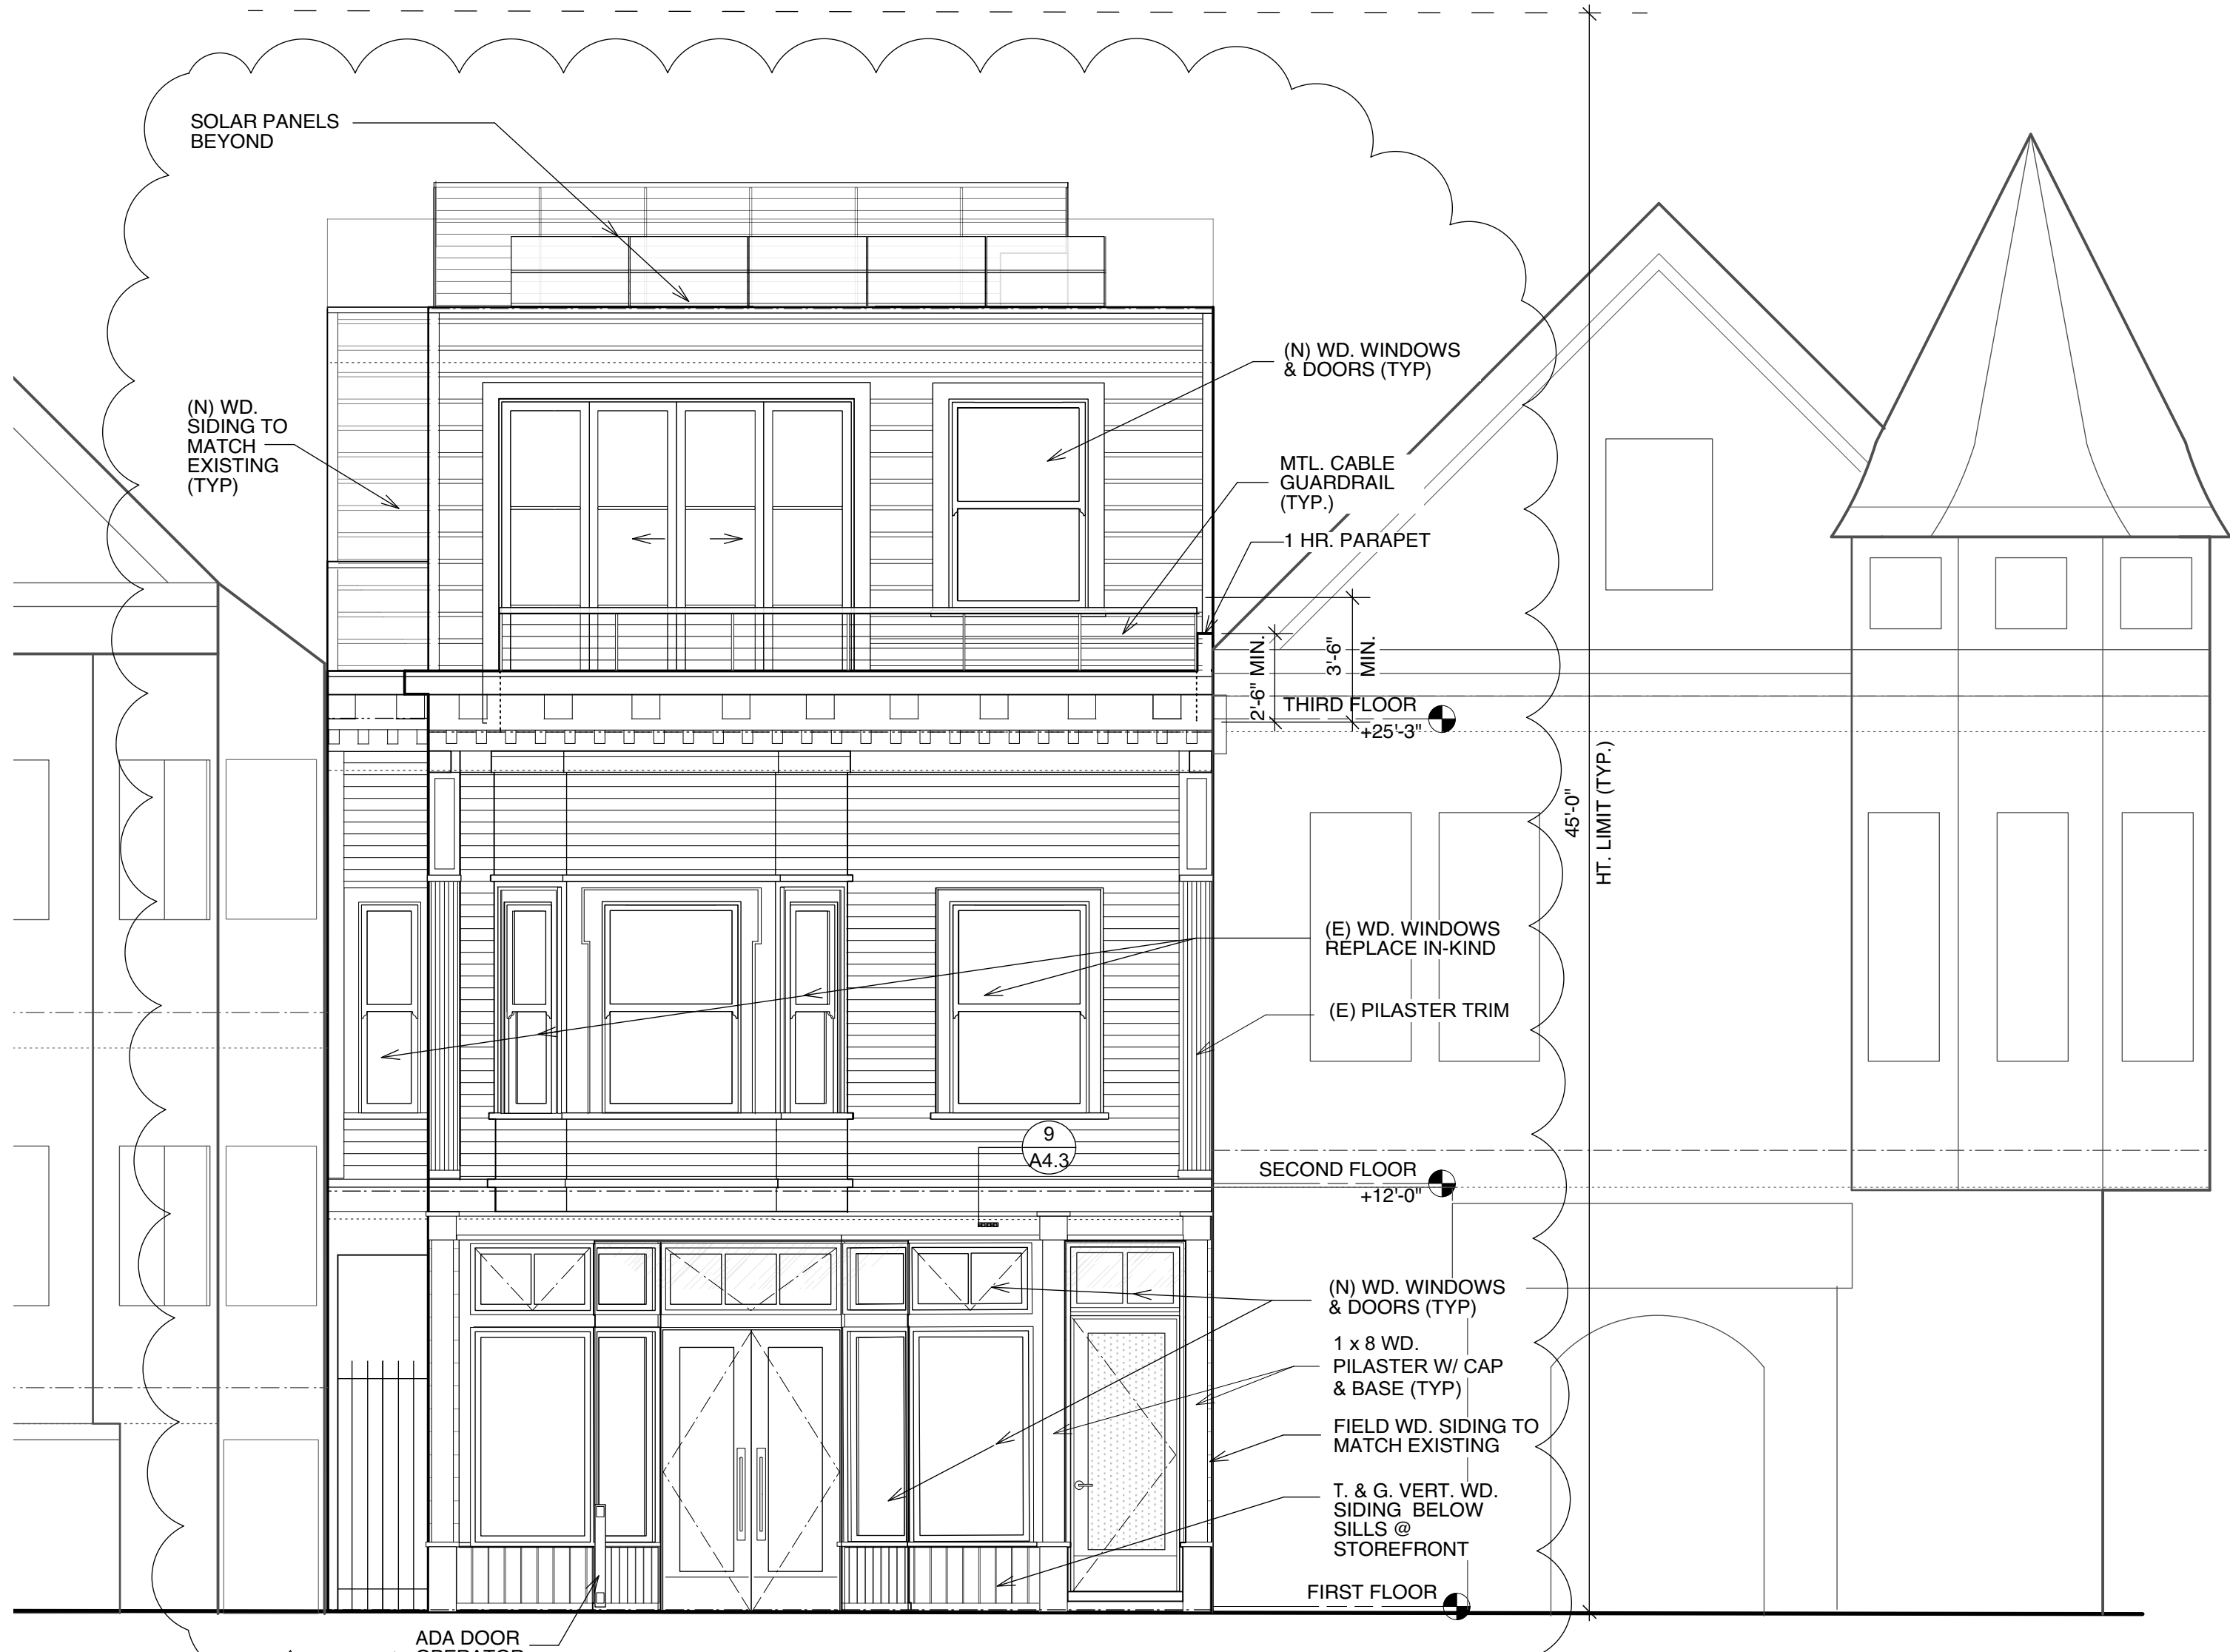 SOLAR PANELS
BEYOND
(N) WD. WINDOWS
& DOORS (TYP)
(N) WD.
SIDING TO
MATCH
EXISTING
(TYP)
MTL. CABLE
GUARDRAIL
(TYP.)
1 HR. PARAPET
2'-6" MIN.
3'-6"
MIN.
THIRD FLOOR
+25'-3"
45'-0"
HT. LIMIT (TYP.)
(E) WD. WINDOWS
REPLACE IN-KIND
(E) PILASTER TRIM
9
A4.3
SECOND FLOOR
+12'-0"
(N) WD. WINDOWS
& DOORS (TYP)
1 x 8 WD.
PILASTER W/ CAP
& BASE (TYP)
FIELD WD. SIDING TO
MATCH EXISTING
T. & G. VERT. WD.
SIDING BELOW
SILLS @
STOREFRONT
FIRST FLOOR
ADA DOOR
OPERATOR